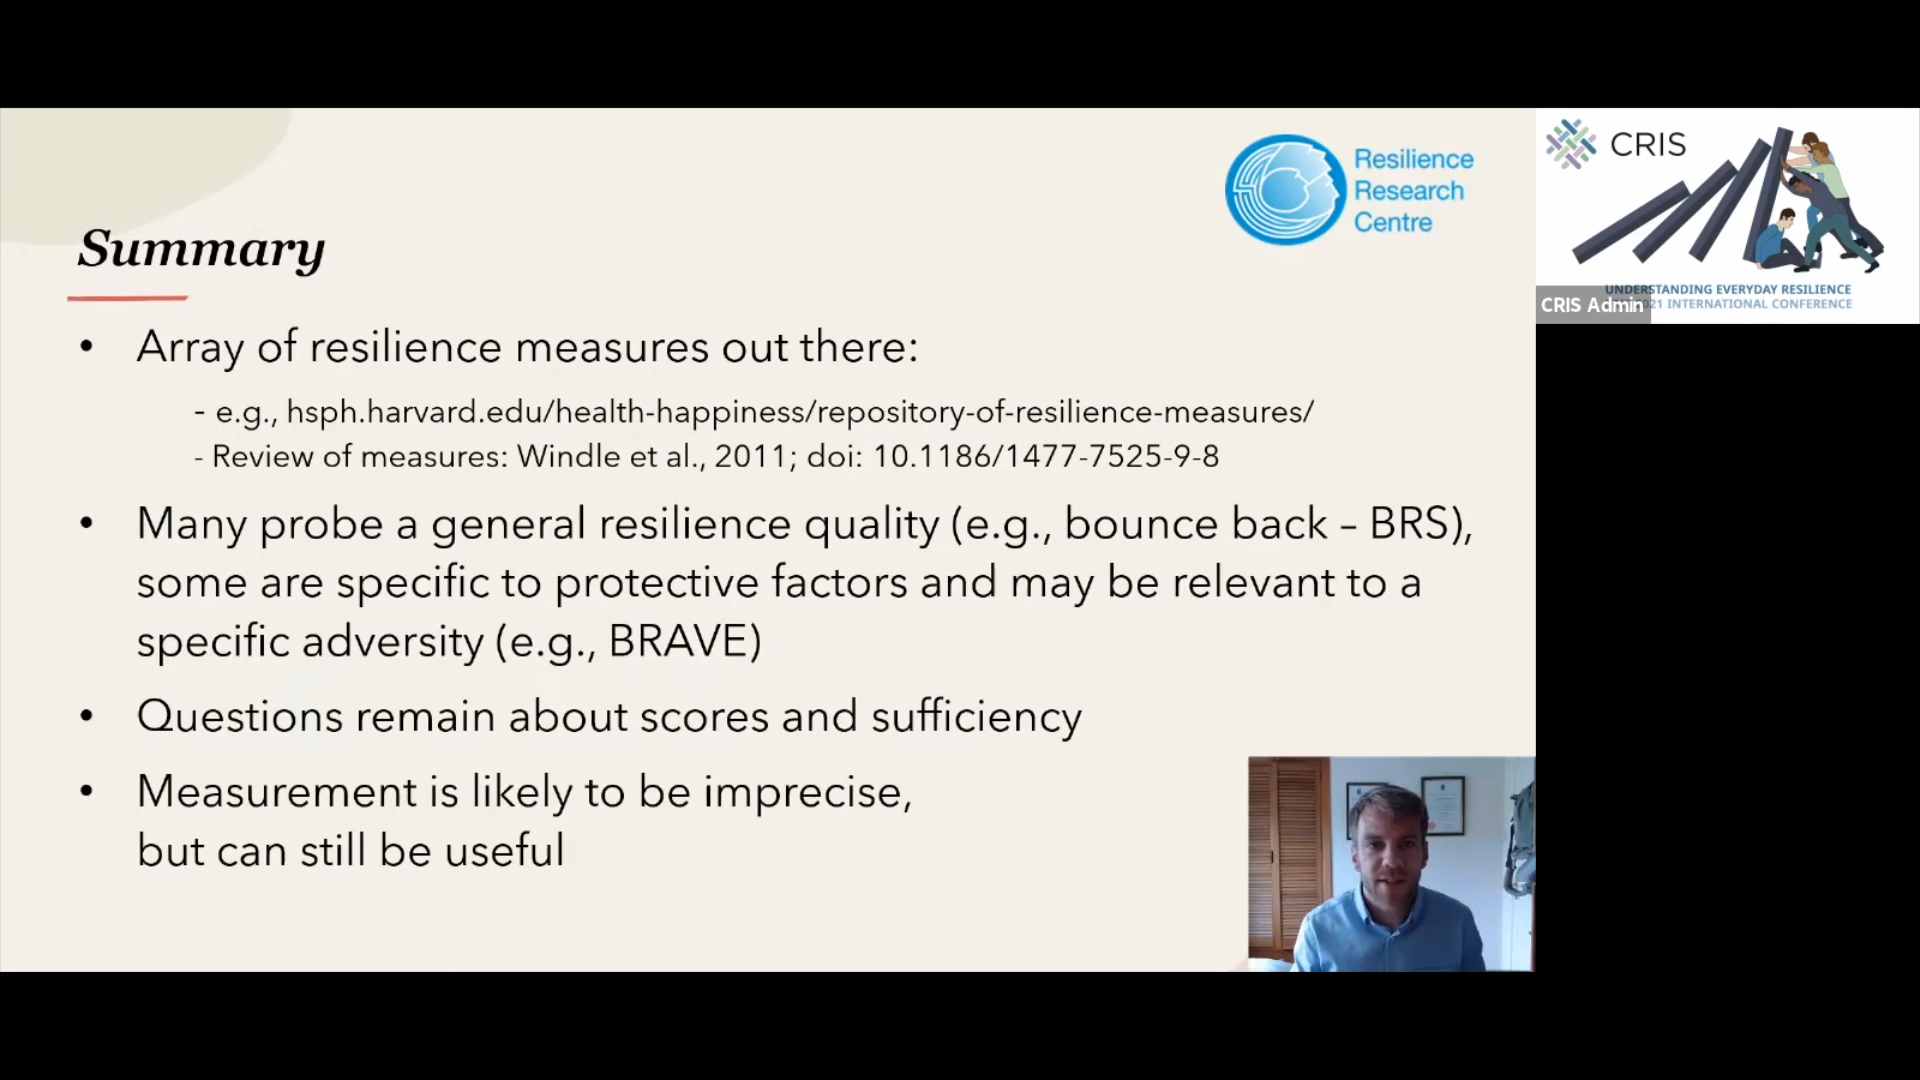 Resilience
Research
Centre
CRIS
UNDERSTANDING EVERYDAY RESILIENCE
21 INTERNATIONAL CONFERENCE
CRIS Admin
Summary
• Array of resilience measures out there:
- e.g., hsph.harvard.edu/health-happiness/repository-of-resilience-measures/
- Review of measures: Windle et al., 2011; doi: 10.1186/1477-7525-9-8
• Many probe a general resilience quality (e.g., bounce back – BRS),
some are specific to protective factors and may be relevant to a
specific adversity (e.g., BRAVE)
• Questions remain about scores and sufficiency
• Measurement is likely to be imprecise,
but can still be useful